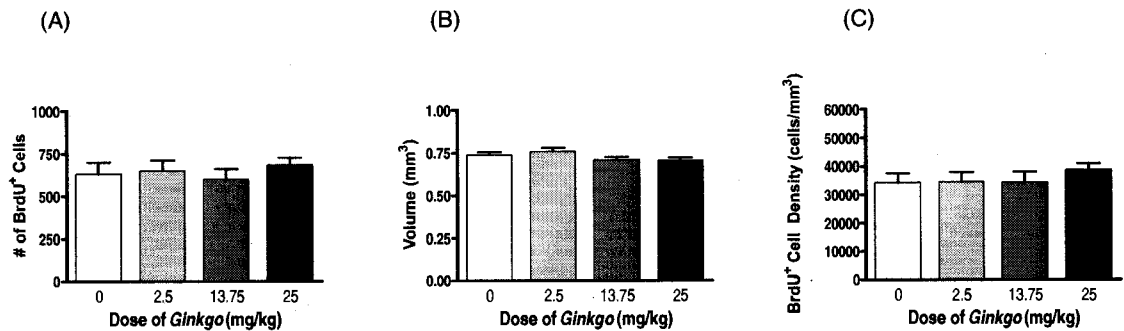 (A)
# of BrdU⁺ Cells
1000
750
500
250
0
0 2.5 13.75 25
Dose of Ginkgo (mg/kg)
(B)
Volume (mm³)
1.00
0.75
0.50
0.25
0.00
0 2.5 13.75 25
Dose of Ginkgo (mg/kg)
(C)
BrdU⁺ Cell Density (cells/mm³)
60000
50000
40000
30000
20000
10000
0
0 2.5 13.75 25
Dose of Ginkgo (mg/kg)